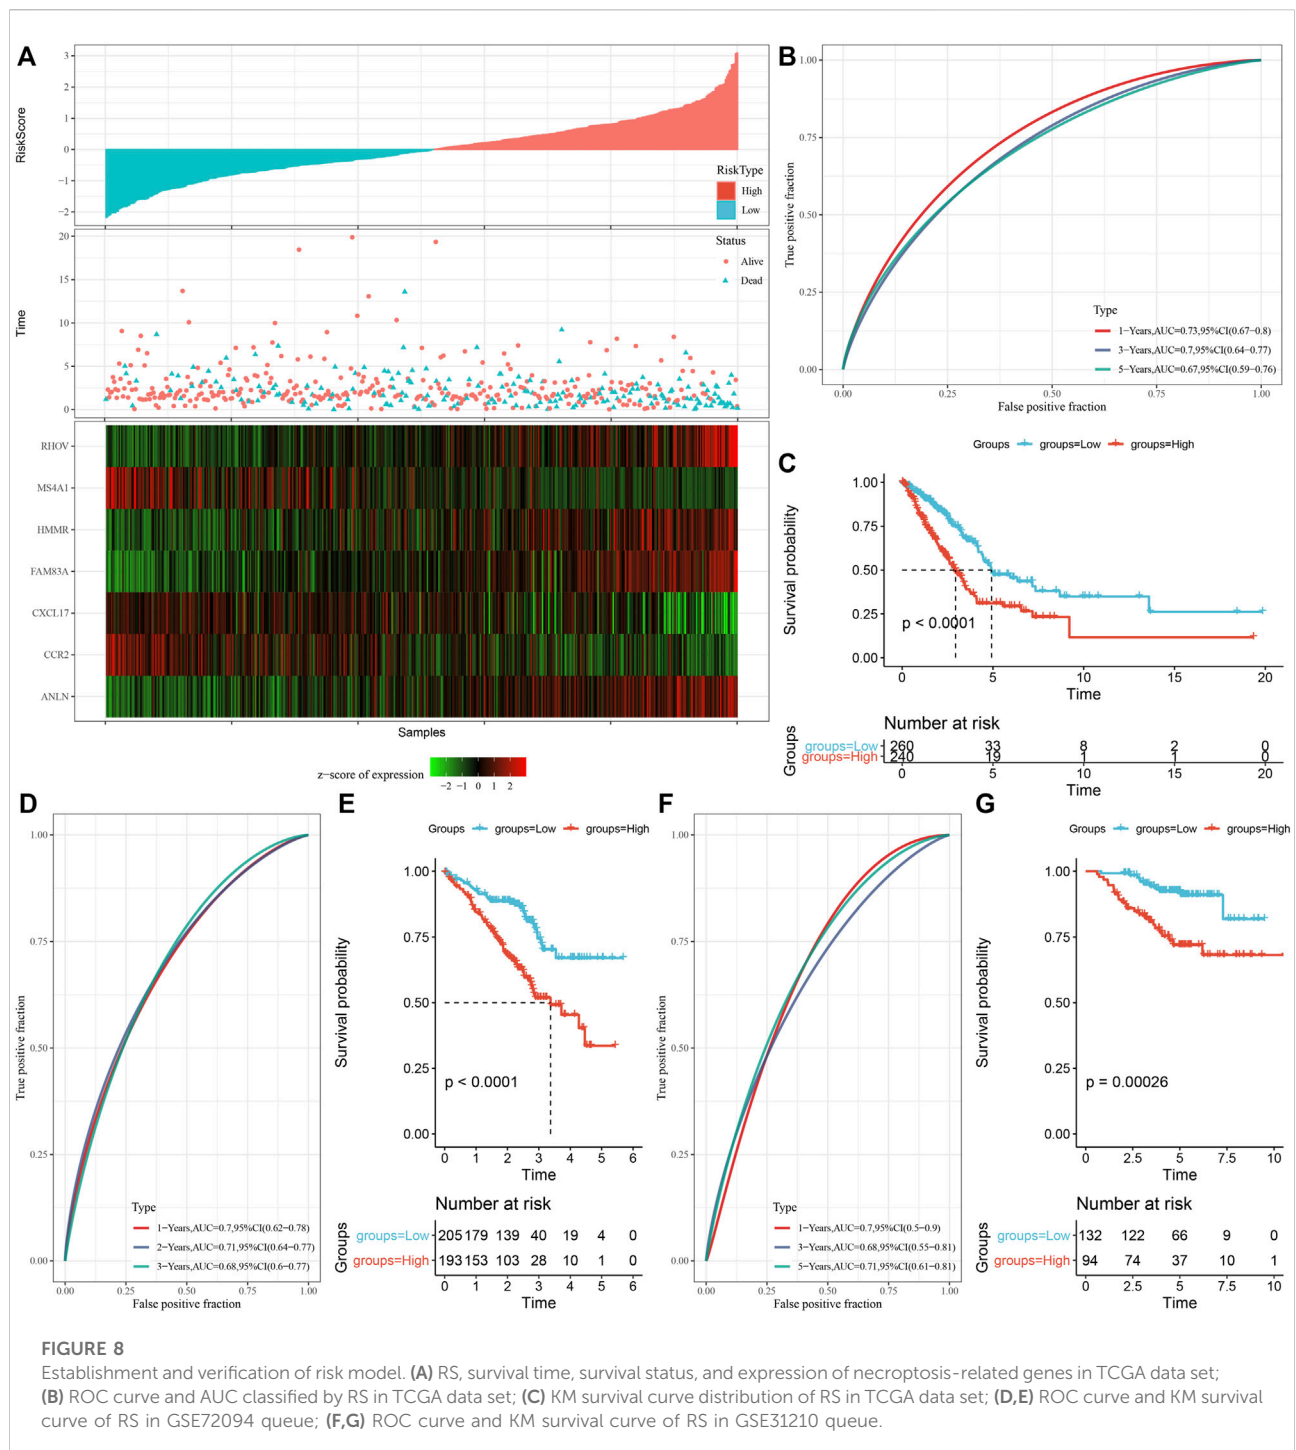 A
RiskScore
3
2
1
0
−1
−2
RiskType
High
Low
Time
20
15
10
5
0
Status
Alive
Dead
RHOV
MS4A1
HMMR
FAM83A
CXCL17
CCR2
ANLN
Samples
z−score of expression
−2 −1 0 1 2
B
True positive fraction
1.00
0.75
0.50
0.25
0.00
Type
1−Years,AUC=0.73,95%CI(0.67−0.8)
3−Years,AUC=0.7,95%CI(0.64−0.77)
5−Years,AUC=0.67,95%CI(0.59−0.76)
0.00 0.25 0.50 0.75 1.00
False positive fraction
C
Groups groups=Low groups=High
Survival probability
1.00
0.75
0.50
0.25
0.00
p < 0.0001
0 5 10 15 20
Time
Number at risk
Groups
groups=Low 260 33 8 2 0
groups=High 240 19 1 1 0
0 5 10 15 20
Time
D
True positive fraction
1.00
0.75
0.50
0.25
0.00
Type
1−Years,AUC=0.7,95%CI(0.62−0.78)
2−Years,AUC=0.71,95%CI(0.64−0.77)
3−Years,AUC=0.68,95%CI(0.6−0.77)
0.00 0.25 0.50 0.75 1.00
False positive fraction
E
Groups groups=Low groups=High
Survival probability
1.00
0.75
0.50
0.25
0.00
p < 0.0001
0 1 2 3 4 5 6
Time
Number at risk
Groups
groups=Low 205 179 139 40 19 4 0
groups=High 193 153 103 28 10 1 0
0 1 2 3 4 5 6
Time
F
True positive fraction
1.00
0.75
0.50
0.25
0.00
Type
1−Years,AUC=0.7,95%CI(0.5−0.9)
3−Years,AUC=0.68,95%CI(0.55−0.81)
5−Years,AUC=0.71,95%CI(0.61−0.81)
0.00 0.25 0.50 0.75 1.00
False positive fraction
G
Groups groups=Low groups=High
Survival probability
1.00
0.75
0.50
0.25
0.00
p = 0.00026
0 2.5 5 7.5 10
Time
Number at risk
Groups
groups=Low 132 122 66 9 0
groups=High 94 74 37 10 1
0 2.5 5 7.5 10
Time
FIGURE 8
Establishment and verification of risk model. (A) RS, survival time, survival status, and expression of necroptosis-related genes in TCGA data set;
(B) ROC curve and AUC classified by RS in TCGA data set; (C) KM survival curve distribution of RS in TCGA data set; (D,E) ROC curve and KM survival
curve of RS in GSE72094 queue; (F,G) ROC curve and KM survival curve of RS in GSE31210 queue.